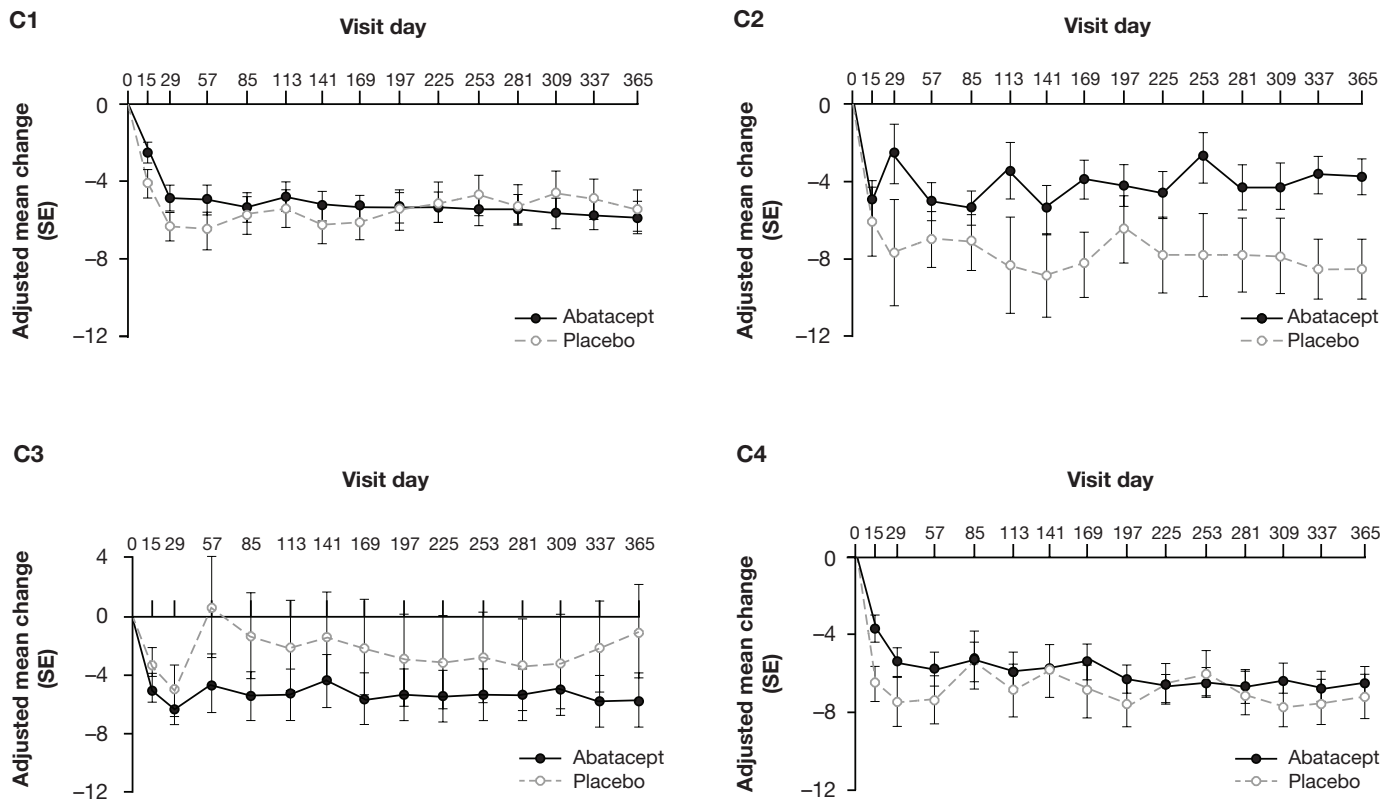 C1
Visit day
0 15 29 57 85 113 141 169 197 225 253 281 309 337 365
0
−4
−8
−12
Adjusted mean change
(SE)
Abatacept
Placebo
C2
Visit day
0 15 29 57 85 113 141 169 197 225 253 281 309 337 365
0
−4
−8
−12
Adjusted mean change
(SE)
Abatacept
Placebo
C3
Visit day
0 15 29 57 85 113 141 169 197 225 253 281 309 337 365
4
0
−4
−8
−12
Adjusted mean change
(SE)
Abatacept
Placebo
C4
Visit day
0 15 29 57 85 113 141 169 197 225 253 281 309 337 365
0
−4
−8
−12
Adjusted mean change
(SE)
Abatacept
Placebo